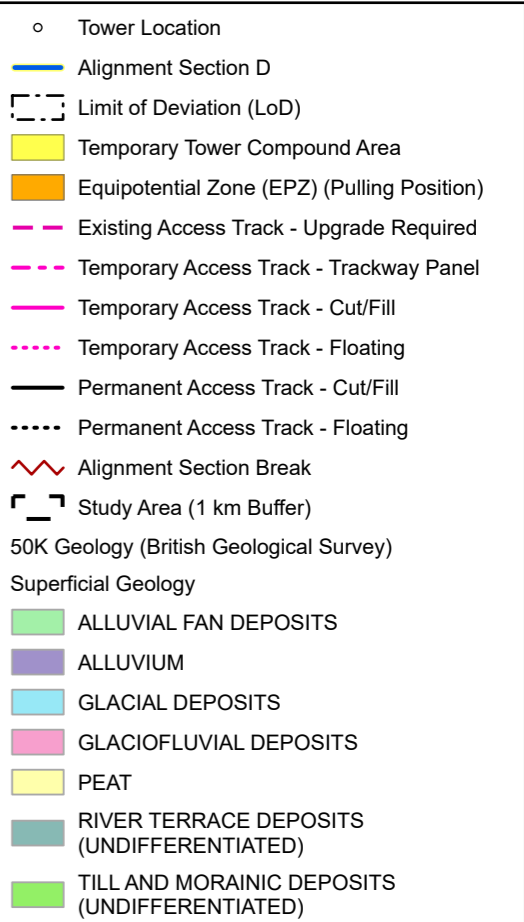 Tower Location
Alignment Section D
Limit of Deviation (LoD)
Temporary Tower Compound Area
Equipotential Zone (EPZ) (Pulling Position)
Existing Access Track - Upgrade Required
Temporary Access Track - Trackway Panel
Temporary Access Track - Cut/Fill
Temporary Access Track - Floating
Permanent Access Track - Cut/Fill
Permanent Access Track - Floating
Alignment Section Break
Study Area (1 km Buffer)
50K Geology (British Geological Survey)
Superficial Geology
ALLUVIAL FAN DEPOSITS
ALLUVIUM
GLACIAL DEPOSITS
GLACIOFLUVIAL DEPOSITS
PEAT
RIVER TERRACE DEPOSITS
(UNDIFFERENTIATED)
TILL AND MORAINIC DEPOSITS
(UNDIFFERENTIATED)